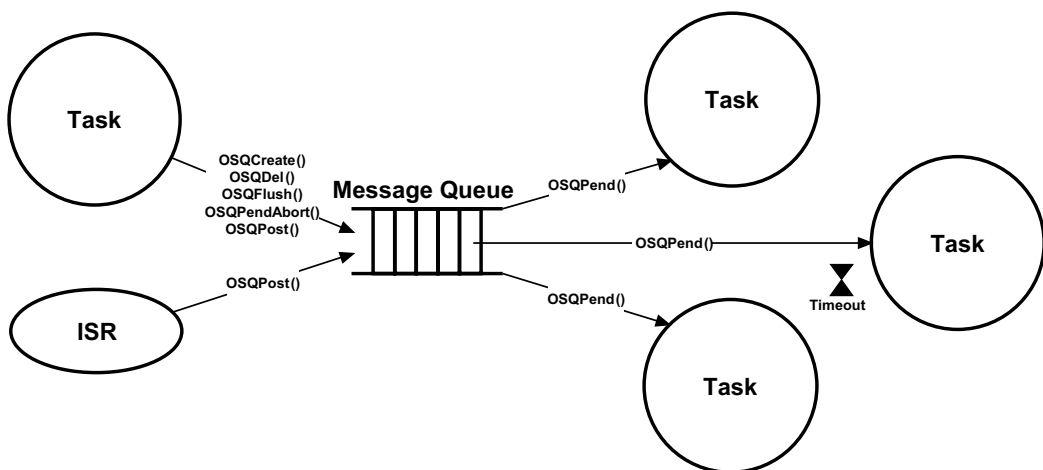 Task
OSQCreate()
OSQDel()
OSQFlush()
OSQPendAbort()
OSQPost()
OSQPost()
ISR
Message Queue
OSQPend()
Task
OSQPend()
Task
Timeout
OSQPend()
Task